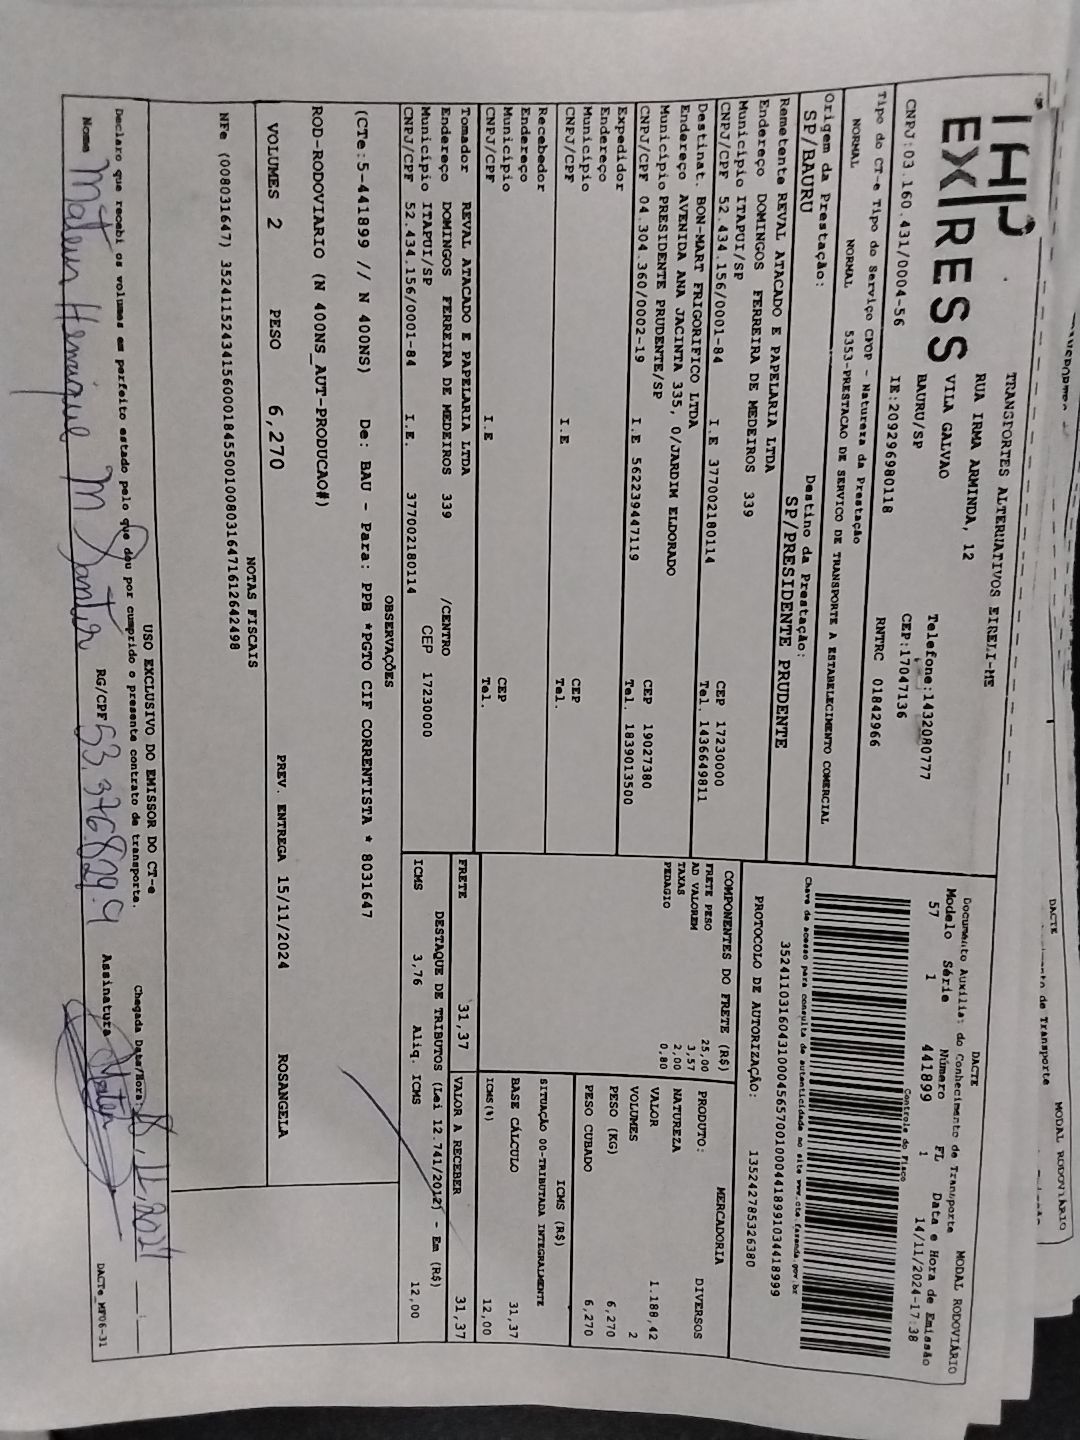 THP
EXPRESS
TRANSPORTES ALTERNATIVOS EIRELI-ME
RUA IRMA ARMINDA, 12
VILA GALVAO
BAURU/SP
Telefone:1432080777
CEP:17047136
CNPJ:03.160.431/0004-56
IE:209296980118
RNTRC 01842966
Tipo do CT-e Tipo do Serviço CFOP - Natureza da Prestação
NORMAL NORMAL 5353-PRESTACAO DE SERVICO DE TRANSPORTE A ESTABELECIMENTO COMERCIAL
Origem da Prestação: Destino da Prestação:
SP/BAURU SP/PRESIDENTE PRUDENTE
Remetente REVAL ATACADO E PAPELARIA LTDA
Endereço DOMINGOS FERREIRA DE MEDEIROS 339
Município ITAPUI/SP CEP 17230000
CNPJ/CPF 52.434.156/0001-84 I.E 377002180114 Tel. 1436649811
Destinat. BON-MART FRIGORIFICO LTDA
Endereço AVENIDA ANA JACINTA 335, 0/JARDIM ELDORADO
Município PRESIDENTE PRUDENTE/SP CEP 19027380
CNPJ/CPF 04.304.360/0002-19 I.E 562239447119 Tel. 1839013500
Expedidor
Endereço
Município CEP
CNPJ/CPF I.E Tel.
Recebedor
Endereço
Município CEP
CNPJ/CPF I.E Tel.
Tomador REVAL ATACADO E PAPELARIA LTDA
Endereço DOMINGOS FERREIRA DE MEDEIROS 339 /CENTRO
Município ITAPUI/SP CEP 17230000
CNPJ/CPF 52.434.156/0001-84 I.E. 377002180114
DACTE MODAL RODOVIÁRIO
Documento Auxiliar do Conhecimento de Transporte
Modelo Série Número FL Data e Hora de Emissão
57 1 441899 1 14/11/2024-17:38
Controle do Fisco
Chave de acesso para consulta de autenticidade no site www.cte.fazenda.gov.br
35241103160431000456570010004418991034418999
PROTOCOLO DE AUTORIZAÇÃO: 135242785326380
COMPONENTES DO FRETE (R$)
FRETE PESO 25,00
AD VALOREM 3,57
TAXAS 2,00
PEDAGIO 0,80
MERCADORIA
PRODUTO: DIVERSOS
NATUREZA
VALOR 1.188,42
VOLUMES 2
PESO (KG) 6,270
PESO CUBADO 6,270
ICMS (R$)
SITUAÇÃO 00-TRIBUTADA INTEGRALMENTE
BASE CÁLCULO 31,37
ICMS(%) 12,00
FRETE 31,37 VALOR A RECEBER 31,37
DESTAQUE DE TRIBUTOS (Lei 12.741/2012) - Em (R$)
ICMS 3,76 Aliq. ICMS 12,00
OBSERVAÇÕES
(CTe:5-441899 // N 400NS) De: BAU - Para: PPB *PGTO CIF CORRENTISTA * 8031647
ROD-RODOVIARIO (N 400NS_AUT-PRODUCAO#)
VOLUMES 2 PESO 6,270 PREV. ENTREGA 15/11/2024 ROSANGELA
NOTAS FISCAIS
NFe (008031647) 35241152434156000184550010080316471612642498
USO EXCLUSIVO DO EMISSOR DO CT-e
Declaro que recebi os volumes em perfeito estado pelo que dou por cumprido o presente contrato de transporte. Chegada Data/Hora: 18,11,2024 __:__
Nome Mateus Henrique M Santos RG/CPF 53.376.829.9 Assinatura Mateus
DACTe_MF06-31
DACTE
MODAL RODOVIÁRIO